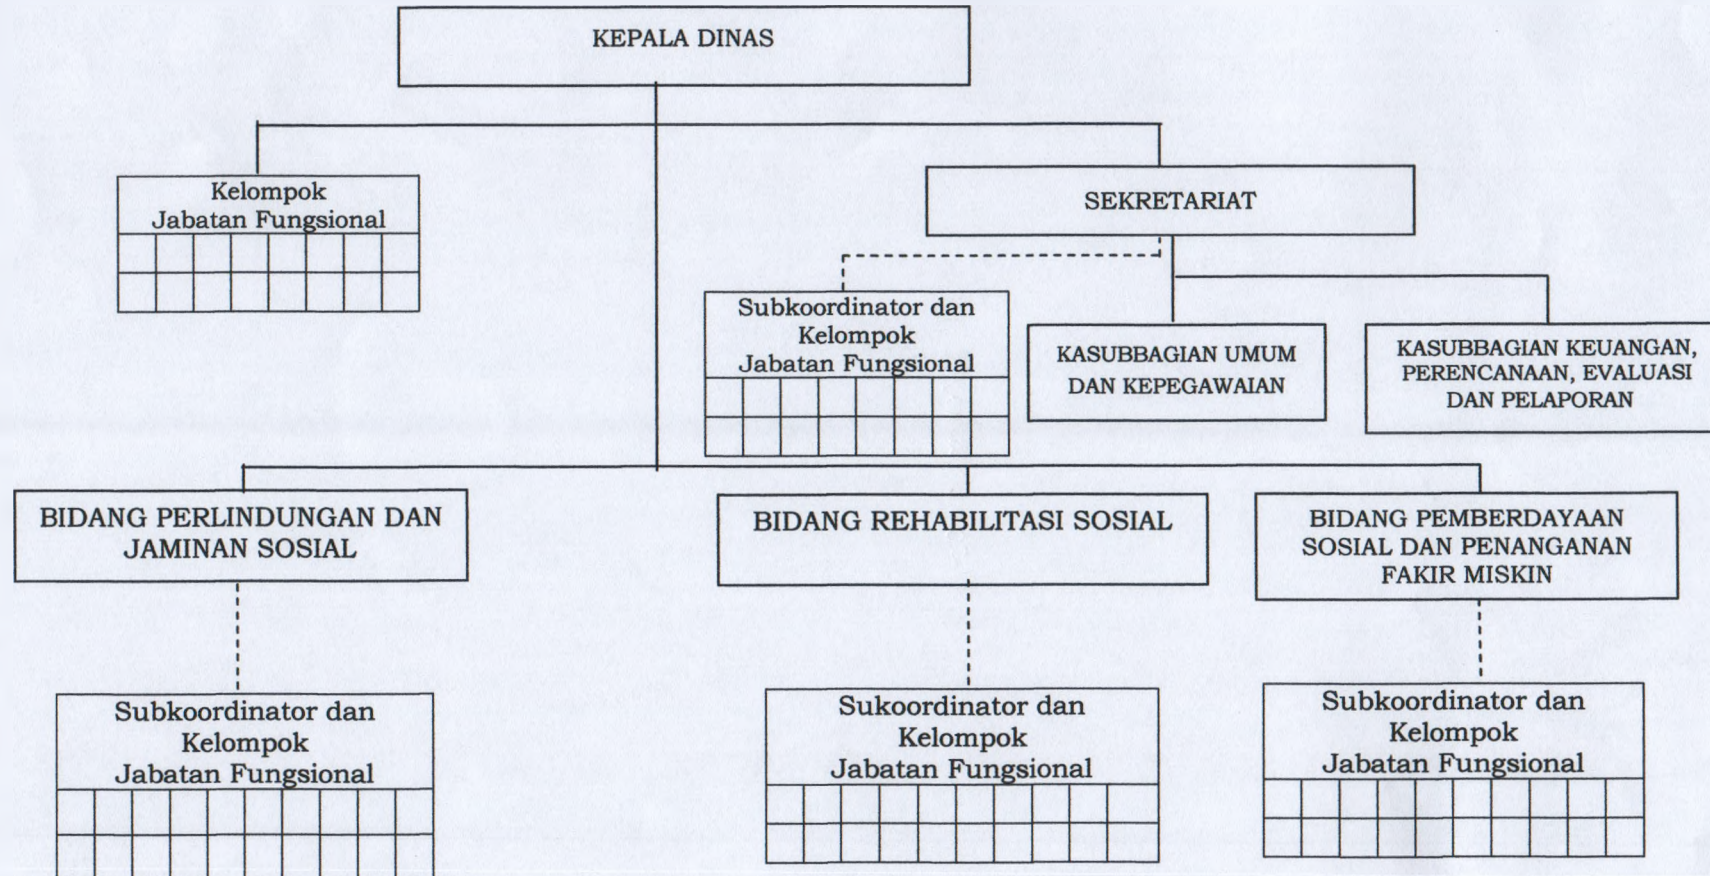 KEPALA DINAS
Kelompok
Jabatan Fungsional
SEKRETARIAT
Subkoordinator dan
Kelompok
Jabatan Fungsional
KASUBBAGIAN UMUM
DAN KEPEGAWAIAN
KASUBBAGIAN KEUANGAN,
PERENCANAAN, EVALUASI
DAN PELAPORAN
BIDANG PERLINDUNGAN DAN
JAMINAN SOSIAL
BIDANG REHABILITASI SOSIAL
BIDANG PEMBERDAYAAN
SOSIAL DAN PENANGANAN
FAKIR MISKIN
Subkoordinator dan
Kelompok
Jabatan Fungsional
Sukoordinator dan
Kelompok
Jabatan Fungsional
Subkoordinator dan
Kelompok
Jabatan Fungsional